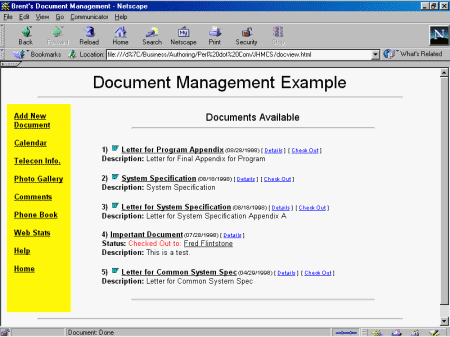 Brent's Document Management - Netscape
File Edit View Go Communicator Help
Back Forward Reload Home Search Netscape Print Security Stop
Bookmarks Location: file:///d%7C/Business/Authoring/Perl%20dot%20Com/JHMCS/docview.html What's Related
Document Management Example
Add New
Document
Calendar
Telecon Info.
Photo Gallery
Comments
Phone Book
Web Stats
Help
Home
Documents Available
1) Letter for Program Appendix (09/28/1998) [ Details ] [ Check Out ]
Description: Letter for Final Appendix for Program
2) System Specification (08/18/1998) [ Details ] [ Check Out ]
Description: System Specification
3) Letter for System Specification (08/18/1998) [ Details ] [ Check Out ]
Description: Letter for System Specification Appendix A
4) Important Document (07/28/1998) [ Details ]
Status: Checked Out to: Fred Flintstone
Description: This is a test.
5) Letter for Common System Spec (04/29/1998) [ Details ] [ Check Out ]
Description: Letter for Common System Spec
Document: Done